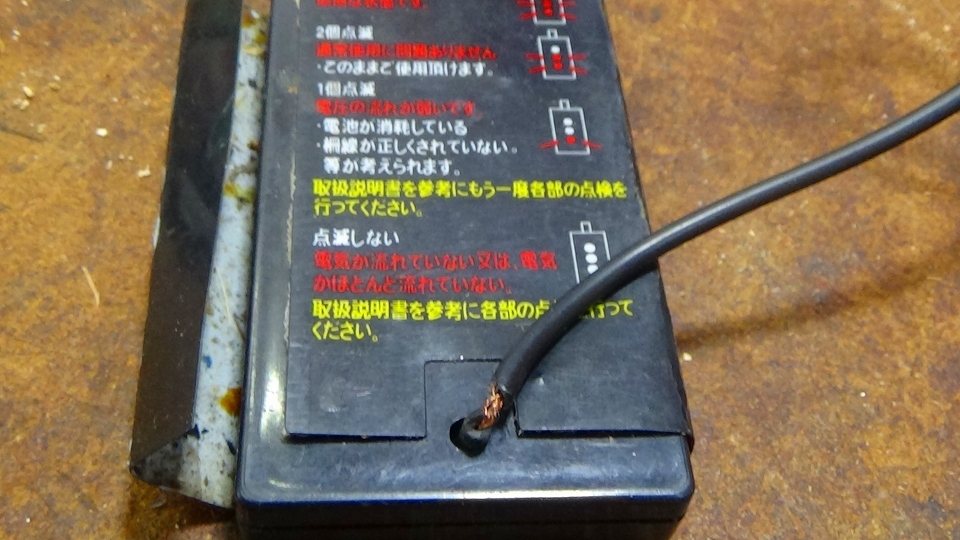 2個点滅
通常使用に問題ありません
・このままご使用頂けます。
1個点滅
電圧の流れが弱いです。
・電池が消耗している
・柵線が正しくされていない。
等が考えられます。
取扱説明書を参考にもう一度各部の点検を
行ってください。
点滅しない
電気が流れていない又は、電気
がほとんど流れていない。
取扱説明書を参考に各部の点 行って
ください。